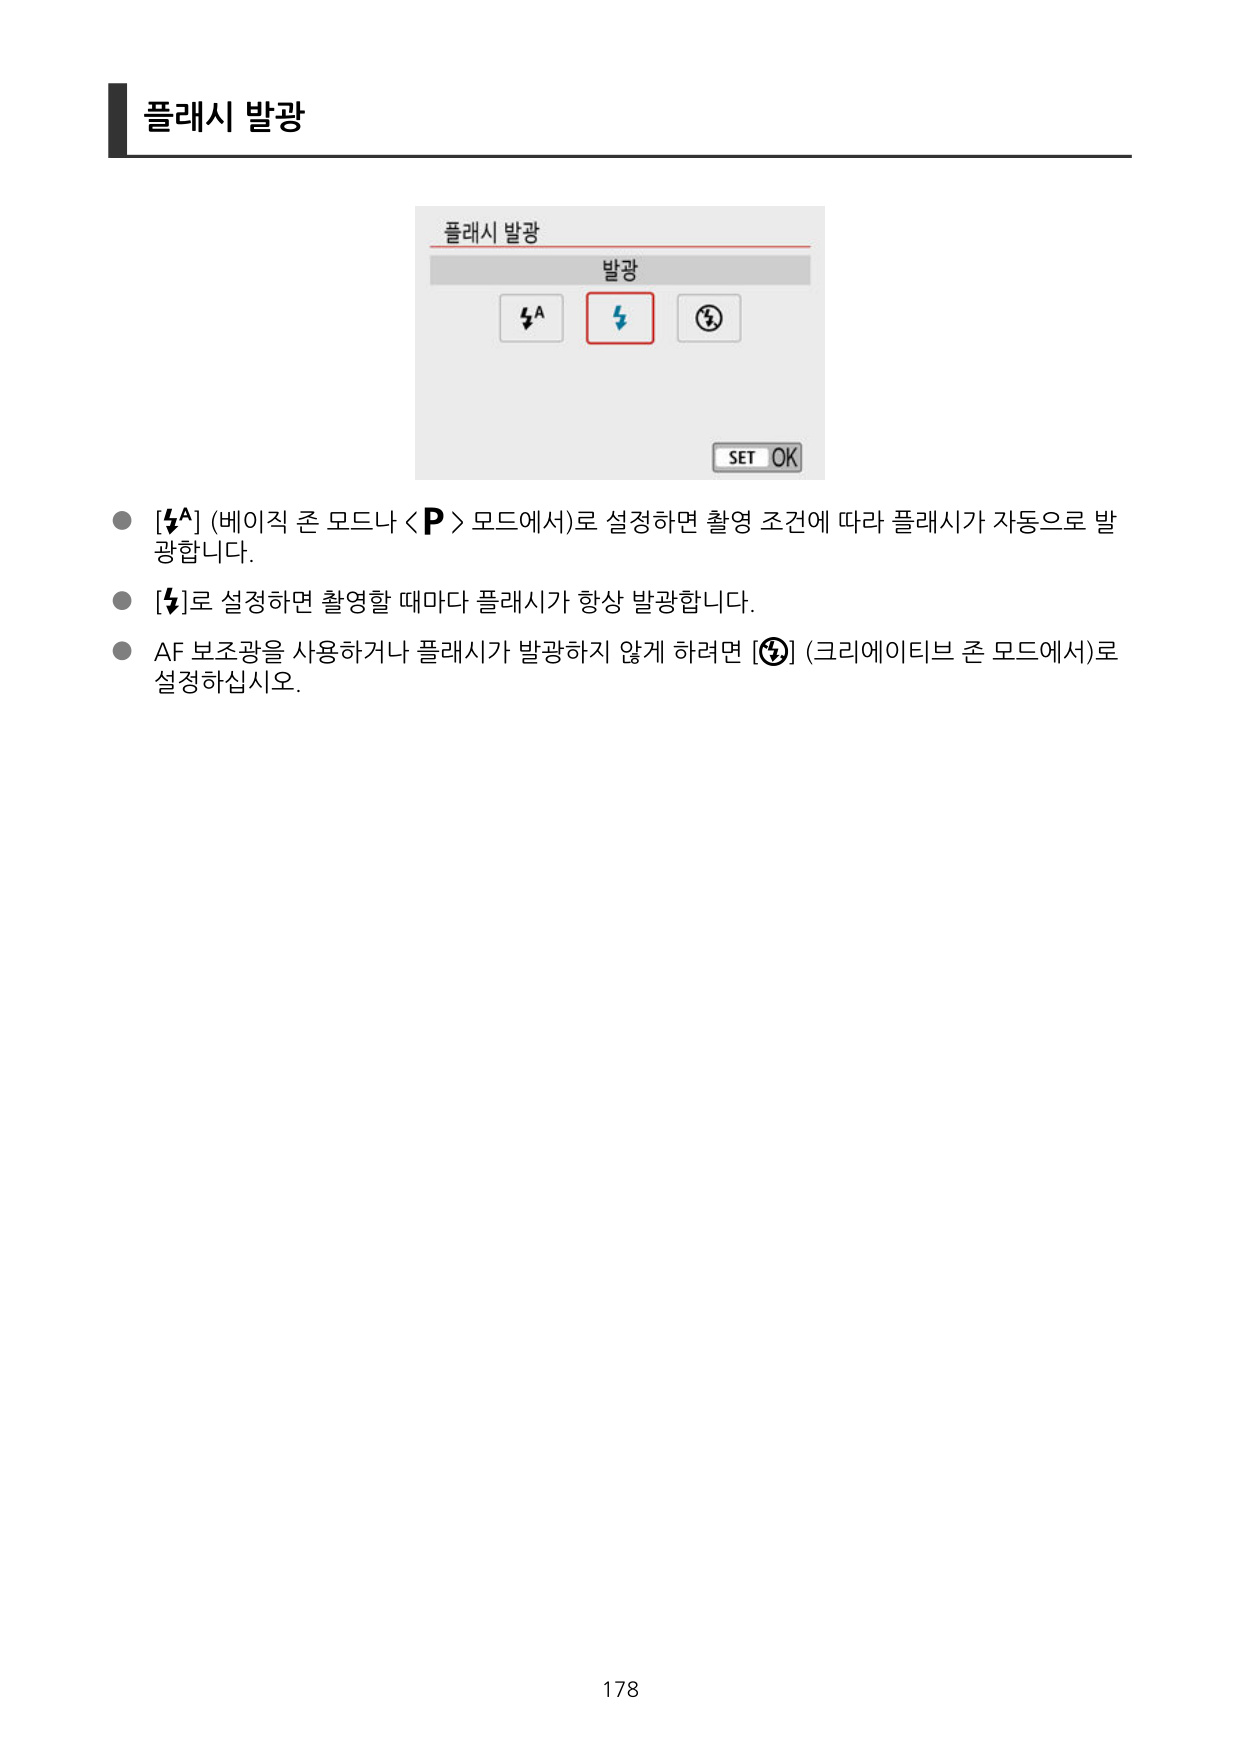 플래시 발광
플래시 발광
발광
⚡A
SET OK
● [⚡A] (베이직 존 모드나 <P> 모드에서)로 설정하면 촬영 조건에 따라 플래시가 자동으로 발
광합니다.
● [⚡]로 설정하면 촬영할 때마다 플래시가 항상 발광합니다.
● AF 보조광을 사용하거나 플래시가 발광하지 않게 하려면 [] (크리에이티브 존 모드에서)로
설정하십시오.
178